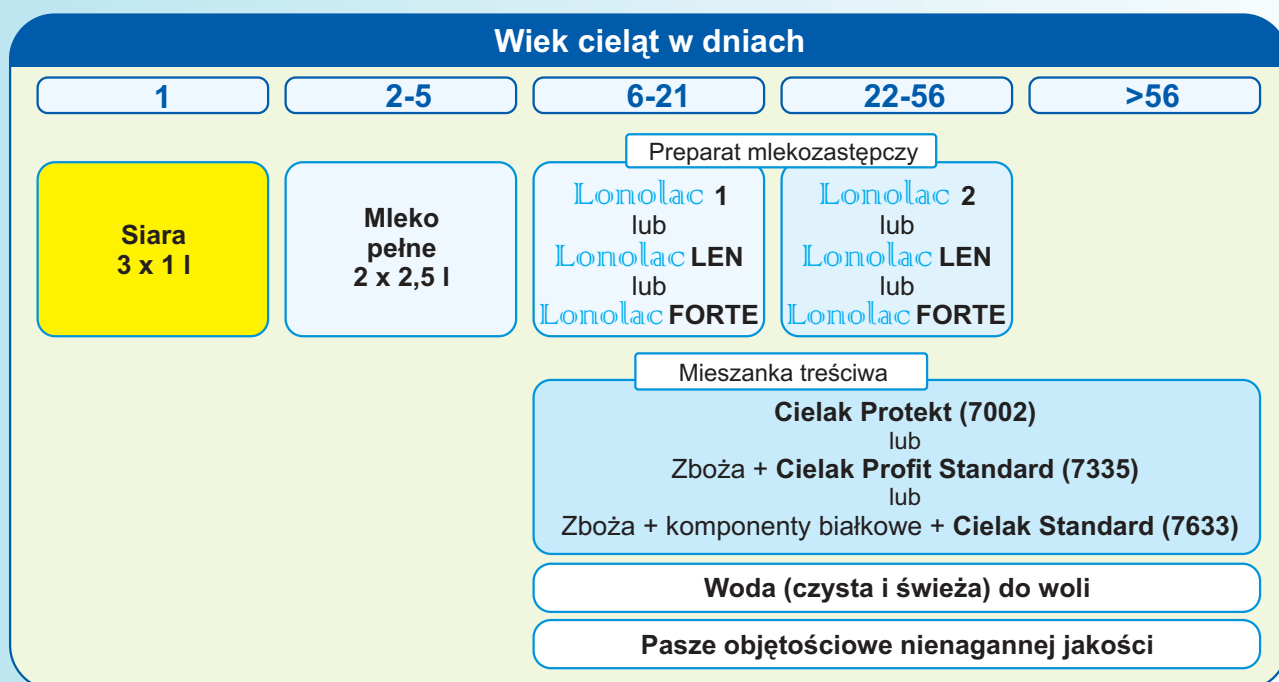 Wiek cieląt w dniach
1
2-5
6-21
22-56
>56
Siara
3 x 1 l
Mleko
pełne
2 x 2,5 l
Preparat mlekozastępczy
Lonolac 1
lub
Lonolac LEN
lub
Lonolac FORTE
Lonolac 2
lub
Lonolac LEN
lub
Lonolac FORTE
Mieszanka treściwa
Cielak Protekt (7002)
lub
Zboża + Cielak Profit Standard (7335)
lub
Zboża + komponenty białkowe + Cielak Standard (7633)
Woda (czysta i świeża) do woli
Pasze objętościowe nienagannej jakości